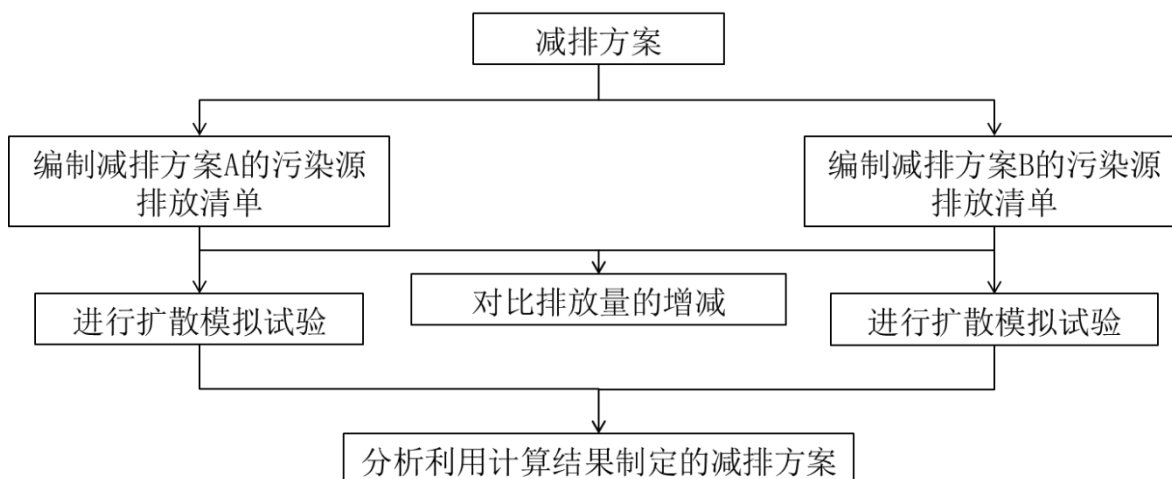 减排方案
编制减排方案A的污染源
排放清单
编制减排方案B的污染源
排放清单
对比排放量的增减
进行扩散模拟试验
进行扩散模拟试验
分析利用计算结果制定的减排方案